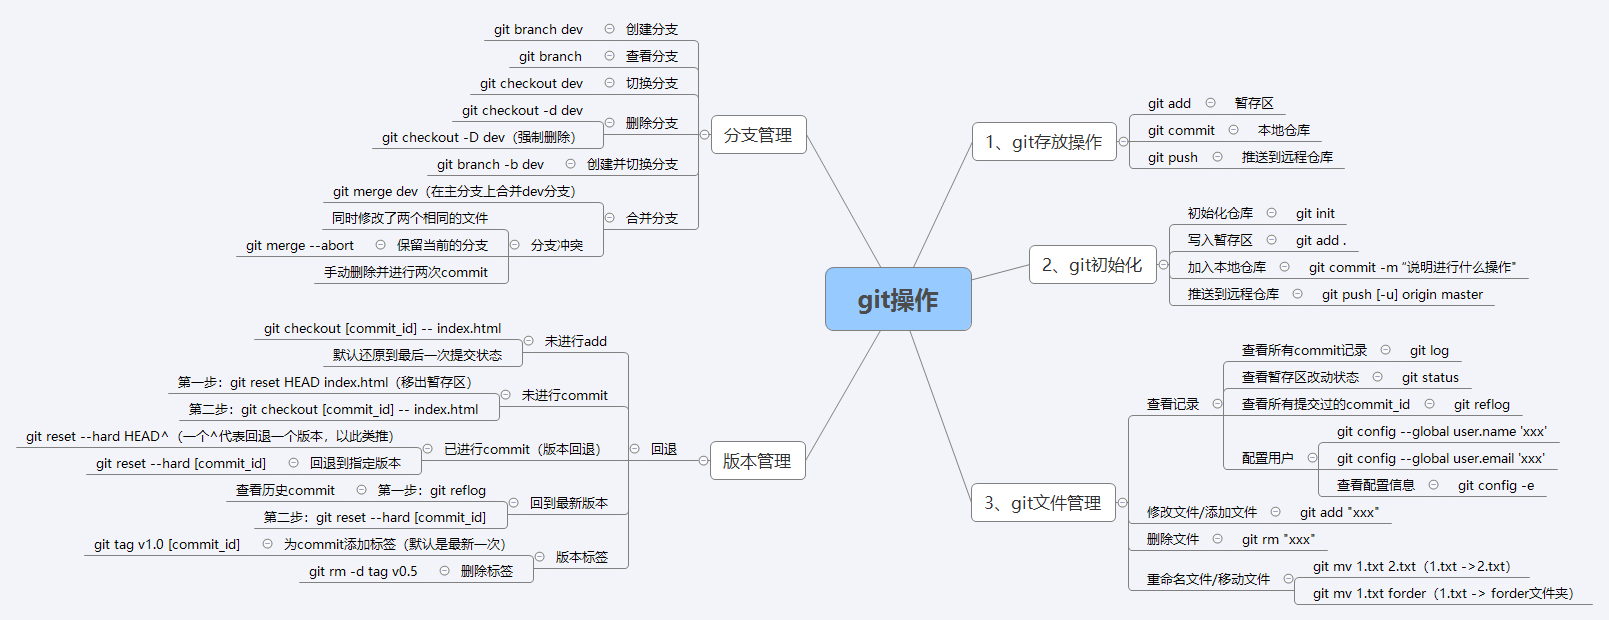 git操作
1、git存放操作
git add 暂存区
git commit 本地仓库
git push 推送到远程仓库
2、git初始化
初始化仓库 git init
写入暂存区 git add .
加入本地仓库 git commit -m “说明进行什么操作"
推送到远程仓库 git push [-u] origin master
3、git文件管理
查看记录
查看所有commit记录 git log
查看暂存区改动状态 git status
查看所有提交过的commit_id git reflog
配置用户
git config --global user.name 'xxx'
git config --global user.email 'xxx'
查看配置信息 git config -e
修改文件/添加文件 git add "xxx"
删除文件 git rm "xxx"
重命名文件/移动文件
git mv 1.txt 2.txt（1.txt ->2.txt）
git mv 1.txt forder（1.txt -> forder文件夹）
分支管理
git branch dev 创建分支
git branch 查看分支
git checkout dev 切换分支
git checkout -d dev
删除分支
git checkout -D dev（强制删除）
git branch -b dev 创建并切换分支
git merge dev（在主分支上合并dev分支）
合并分支
同时修改了两个相同的文件
git merge --abort 保留当前的分支 分支冲突
手动删除并进行两次commit
版本管理
回退
git checkout [commit_id] -- index.html
未进行add
默认还原到最后一次提交状态
第一步：git reset HEAD index.html（移出暂存区）
未进行commit
第二步：git checkout [commit_id] -- index.html
git reset --hard HEAD^（一个^代表回退一个版本，以此类推）
已进行commit（版本回退）
git reset --hard [commit_id] 回退到指定版本
查看历史commit 第一步：git reflog
回到最新版本
第二步：git reset --hard [commit_id]
git tag v1.0 [commit_id] 为commit添加标签（默认是最新一次）
版本标签
git rm -d tag v0.5 删除标签